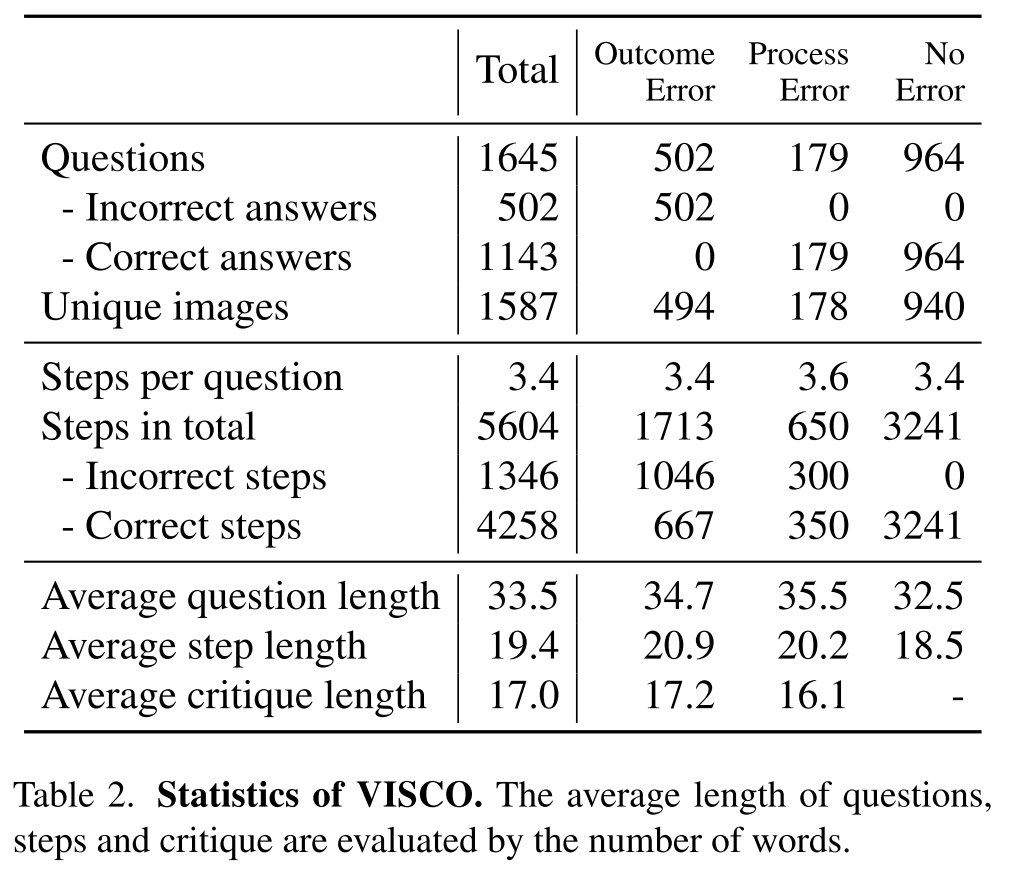 Total Outcome Error Process Error No Error
Questions 1645 502 179 964
- Incorrect answers 502 502 0 0
- Correct answers 1143 0 179 964
Unique images 1587 494 178 940
Steps per question 3.4 3.4 3.6 3.4
Steps in total 5604 1713 650 3241
- Incorrect steps 1346 1046 300 0
- Correct steps 4258 667 350 3241
Average question length 33.5 34.7 35.5 32.5
Average step length 19.4 20.9 20.2 18.5
Average critique length 17.0 17.2 16.1 -
Table 2. Statistics of VISCO. The average length of questions,
steps and critique are evaluated by the number of words.